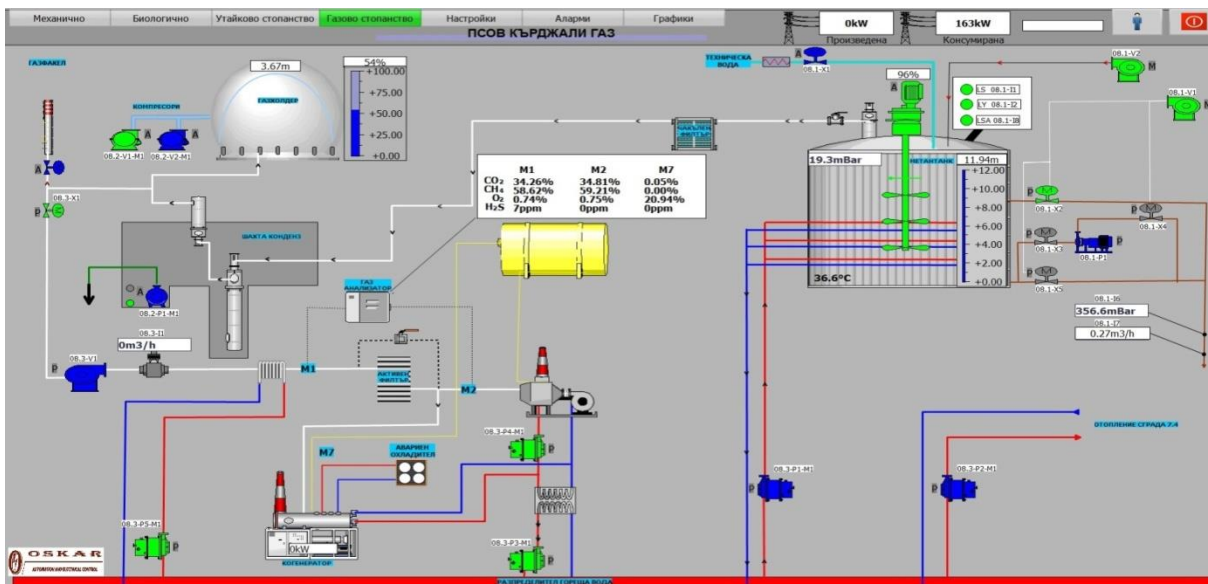 Механично
Биологично
Утайково стопанство
Газово стопанство
Настройки
Аларми
Графики
ПСОВ КЪРДЖАЛИ ГАЗ
0kW
Произведена
163kW
Консумирана
ГАЗФАКЕЛ
3.67m
54%
+100.00
+75.00
+50.00
+25.00
+0.00
ГАЗХОЛДЕР
КОМПРЕСОРИ
A
A
08.2-V1-M1
08.2-V2-M1
A
08.3-X1
P
ТЕХНИЧЕСКА
ВОДА
A
08.1-X1
96%
A
LS 08.1-I1
LY 08.1-I2
LSA 08.1-I8
08.1-V2
M
08.1-V1
M
ЧАКЪЛЕН
ФИЛТЪР
M1 M2 M7
CO₂ 34.26% 34.81% 0.05%
CH₄ 58.62% 59.21% 0.00%
O₂ 0.74% 0.75% 20.94%
H₂S 7ppm 0ppm 0ppm
19.3mBar
МЕТАНТАНК
11.94m
+12.00
+10.00
+8.00
+6.00
+4.00
+2.00
+0.00
36.6°C
P
M
08.1-X2
M
08.1-X4
P
P
M
08.1-X3
P
08.1-P1
P
M
08.1-X5
08.1-I6
356.6mBar
08.1-I7
0.27m3/h
ШАХТА КОНДЕНЗ
A
08.2-P1-M1
ГАЗ
АНАЛИЗАТОР
08.3-I1
0m3/h
08.3-V1
P
M1
АКТИВЕН
ФИЛТЪР
M2
08.3-P4-M1
P
M7
АВАРИЕН
ОХЛАДИТЕЛ
08.3-P5-M1
P
0kW
КОГЕНЕРАТОР
08.3-P3-M1
P
08.3-P1-M1
P
08.3-P2-M1
P
ОТОПЛЕНИЕ СГРАДА 7.4
OSKAR
AUTOMATION AND ELECTRICAL CONTROL
РАЗПРЕДЕЛИТЕЛ ГОРЕЩА ВОДА